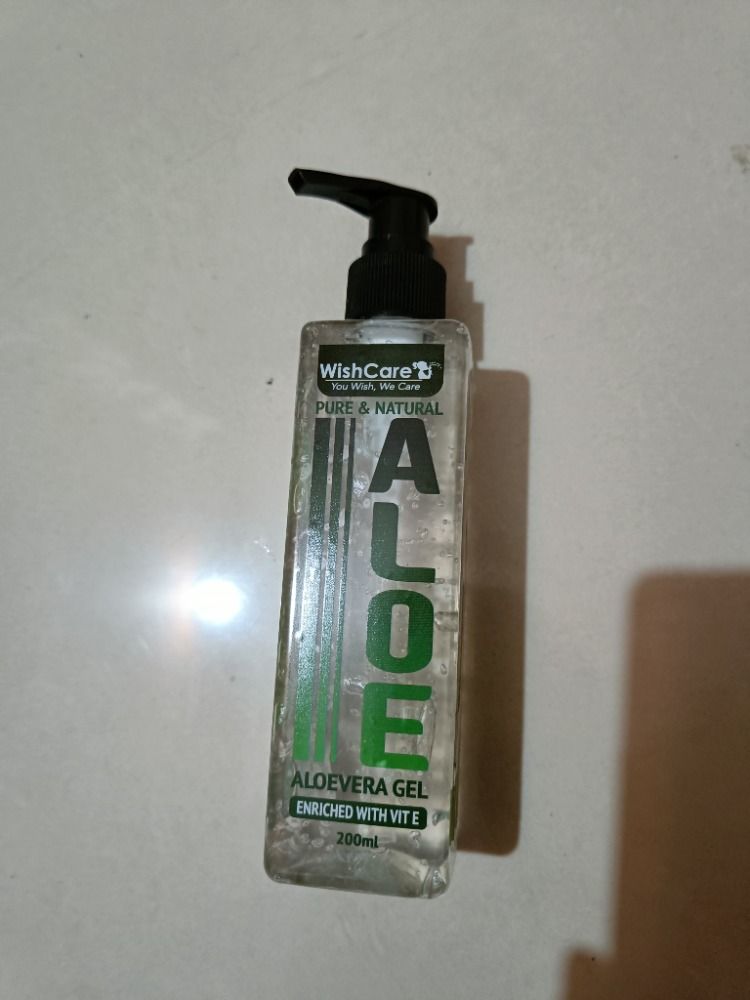 WishCare
You Wish, We Care
PURE & NATURAL
ALOE
ALOEVERA GEL
ENRICHED WITH VIT E
200ml